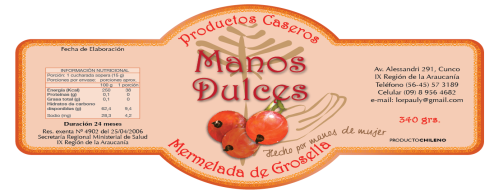 Productos Caseros
Manos
Dulces
Hecho por manos de mujer
Mermelada de Grosella
Fecha de Elaboración
INFORMACIÓN NUTRICIONAL
Porción: 1 cucharada sopera (15 g)
Porciones por envase: porciones aprox.
100 g 1 porción
Energía (Kcal) 258 38
Proteínas (g) 0,1 0
Grasa total (g) 0,1 0
Hidratos de carbono
disponibles (g) 62,4 9,4
Sodio (mg) 28,3 4,2
Duración 24 meses
Res. exenta Nº 4902 del 25/04/2006
Secretaría Regional Ministerial de Salud
IX Región de la Araucanía
Av. Alessandri 291, Cunco
IX Región de la Araucanía
Teléfono (56-45) 57 3189
Celular (09) 8 956 4682
e-mail: lorpauly@gmail.com
340 grs.
PRODUCTO CHILENO